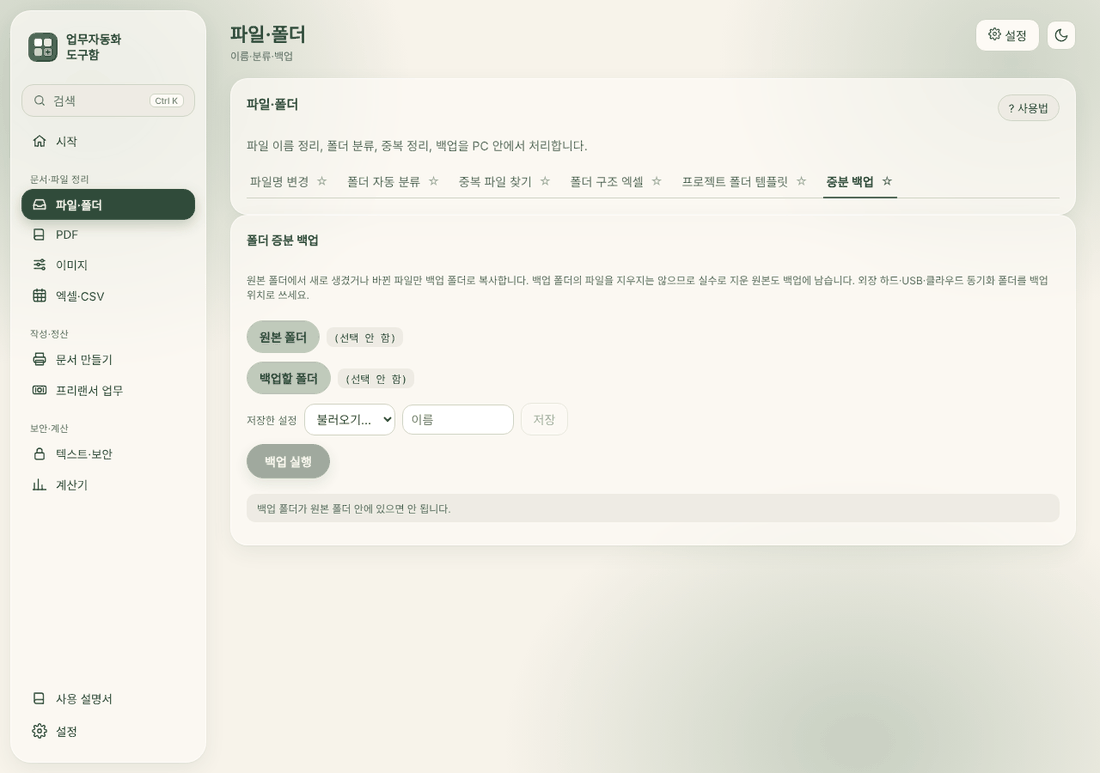 업무자동화
도구함
검색
Ctrl K
시작
문서·파일 정리
파일·폴더
PDF
이미지
엑셀·CSV
작성·정산
문서 만들기
프리랜서 업무
보안·계산
텍스트·보안
계산기
사용 설명서
설정
파일·폴더
이름·분류·백업
설정
파일·폴더
? 사용법
파일 이름 정리, 폴더 분류, 중복 정리, 백업을 PC 안에서 처리합니다.
파일명 변경 ☆ 폴더 자동 분류 ☆ 중복 파일 찾기 ☆ 폴더 구조 엑셀 ☆ 프로젝트 폴더 템플릿 ☆ 증분 백업 ☆
폴더 증분 백업
원본 폴더에서 새로 생겼거나 바뀐 파일만 백업 폴더로 복사합니다. 백업 폴더의 파일을 지우지는 않으므로 실수로 지운 원본도 백업에 남습니다. 외장 하드·USB·클라우드 동기화 폴더를 백업
위치로 쓰세요.
원본 폴더 (선택 안 함)
백업할 폴더 (선택 안 함)
저장한 설정 불러오기... 이름 저장
백업 실행
백업 폴더가 원본 폴더 안에 있으면 안 됩니다.